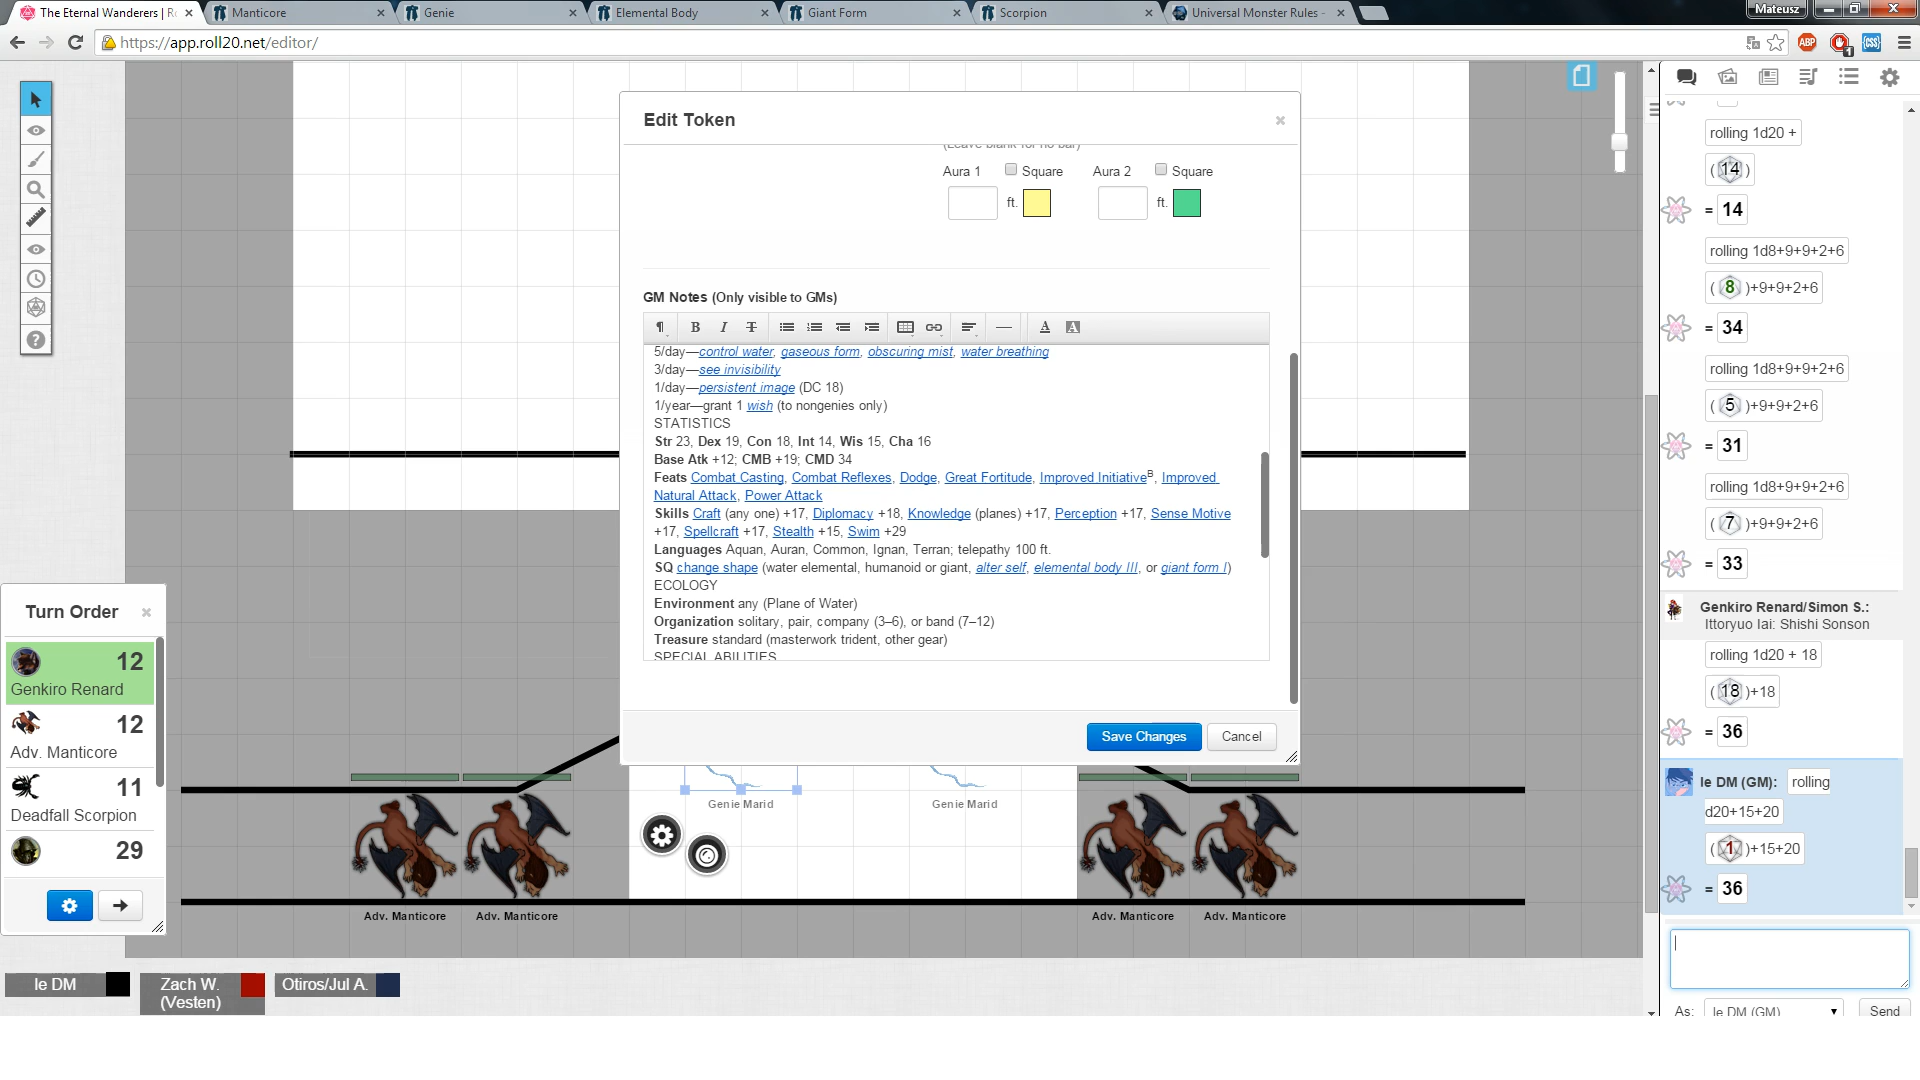 The Eternal Wanderers | R
Manticore
Genie
Elemental Body
Giant Form
Scorpion
Universal Monster Rules -
Mateusz
https://app.roll20.net/editor/
ABP
1
{CSS}
Edit Token
Aura 1
Square
Aura 2
Square
ft.
ft.
GM Notes (Only visible to GMs)
5/day—control water, gaseous form, obscuring mist, water breathing
3/day—see invisibility
1/day—persistent image (DC 18)
1/year—grant 1 wish (to nongenies only)
STATISTICS
Str 23, Dex 19, Con 18, Int 14, Wis 15, Cha 16
Base Atk +12; CMB +19; CMD 34
Feats Combat Casting, Combat Reflexes, Dodge, Great Fortitude, Improved InitiativeB, Improved
Natural Attack, Power Attack
Skills Craft (any one) +17, Diplomacy +18, Knowledge (planes) +17, Perception +17, Sense Motive
+17, Spellcraft +17, Stealth +15, Swim +29
Languages Aquan, Auran, Common, Ignan, Terran; telepathy 100 ft.
SQ change shape (water elemental, humanoid or giant, alter self, elemental body III, or giant form I)
ECOLOGY
Environment any (Plane of Water)
Organization solitary, pair, company (3–6), or band (7–12)
Treasure standard (masterwork trident, other gear)
SPECIAL ABILITIES
Save Changes
Cancel
Turn Order
12
Genkiro Renard
12
Adv. Manticore
11
Deadfall Scorpion
29
Genie Marid
Genie Marid
Adv. Manticore
Adv. Manticore
Adv. Manticore
Adv. Manticore
le DM
Zach W.
(Vesten)
Otiros/Jul A.
rolling 1d20 +
(14)
= 14
rolling 1d8+9+9+2+6
(8)+9+9+2+6
= 34
rolling 1d8+9+9+2+6
(5)+9+9+2+6
= 31
rolling 1d8+9+9+2+6
(7)+9+9+2+6
= 33
Genkiro Renard/Simon S.:
Ittoryuo Iai: Shishi Sonson
rolling 1d20 + 18
(18)+18
= 36
le DM (GM): rolling
d20+15+20
(1)+15+20
= 36
As: le DM (GM)
Send